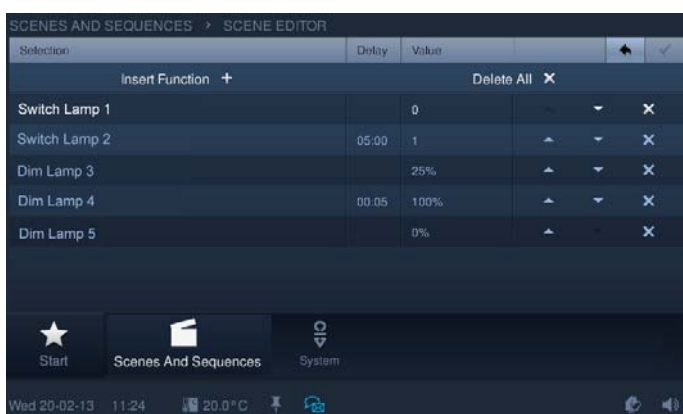 SCENES AND SEQUENCES > SCENE EDITOR
Selection Delay Value
Insert Function + Delete All X
Switch Lamp 1 0
Switch Lamp 2 05:00 1
Dim Lamp 3 25%
Dim Lamp 4 00:05 100%
Dim Lamp 5 0%
Start Scenes And Sequences System
Wed 20-02-13 11:24 20.0°C